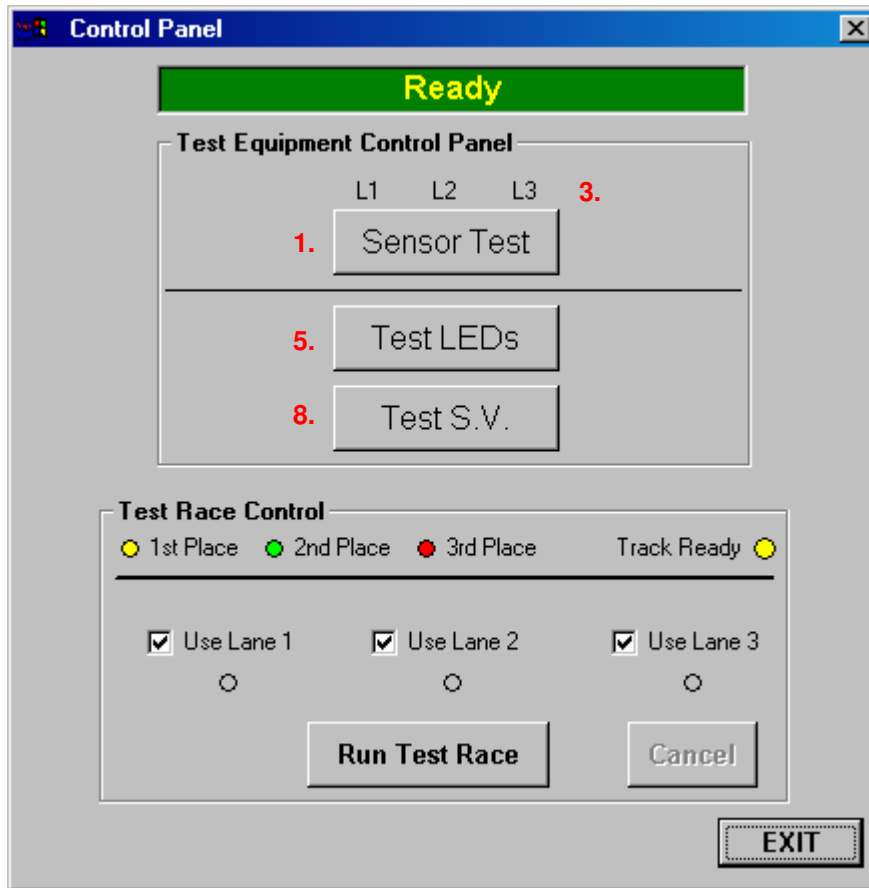 Control Panel
Ready
Test Equipment Control Panel
L1 L2 L3 3.
1. Sensor Test
5. Test LEDs
8. Test S.V.
Test Race Control
1st Place 2nd Place 3rd Place Track Ready
Use Lane 1 Use Lane 2 Use Lane 3
Run Test Race Cancel
EXIT